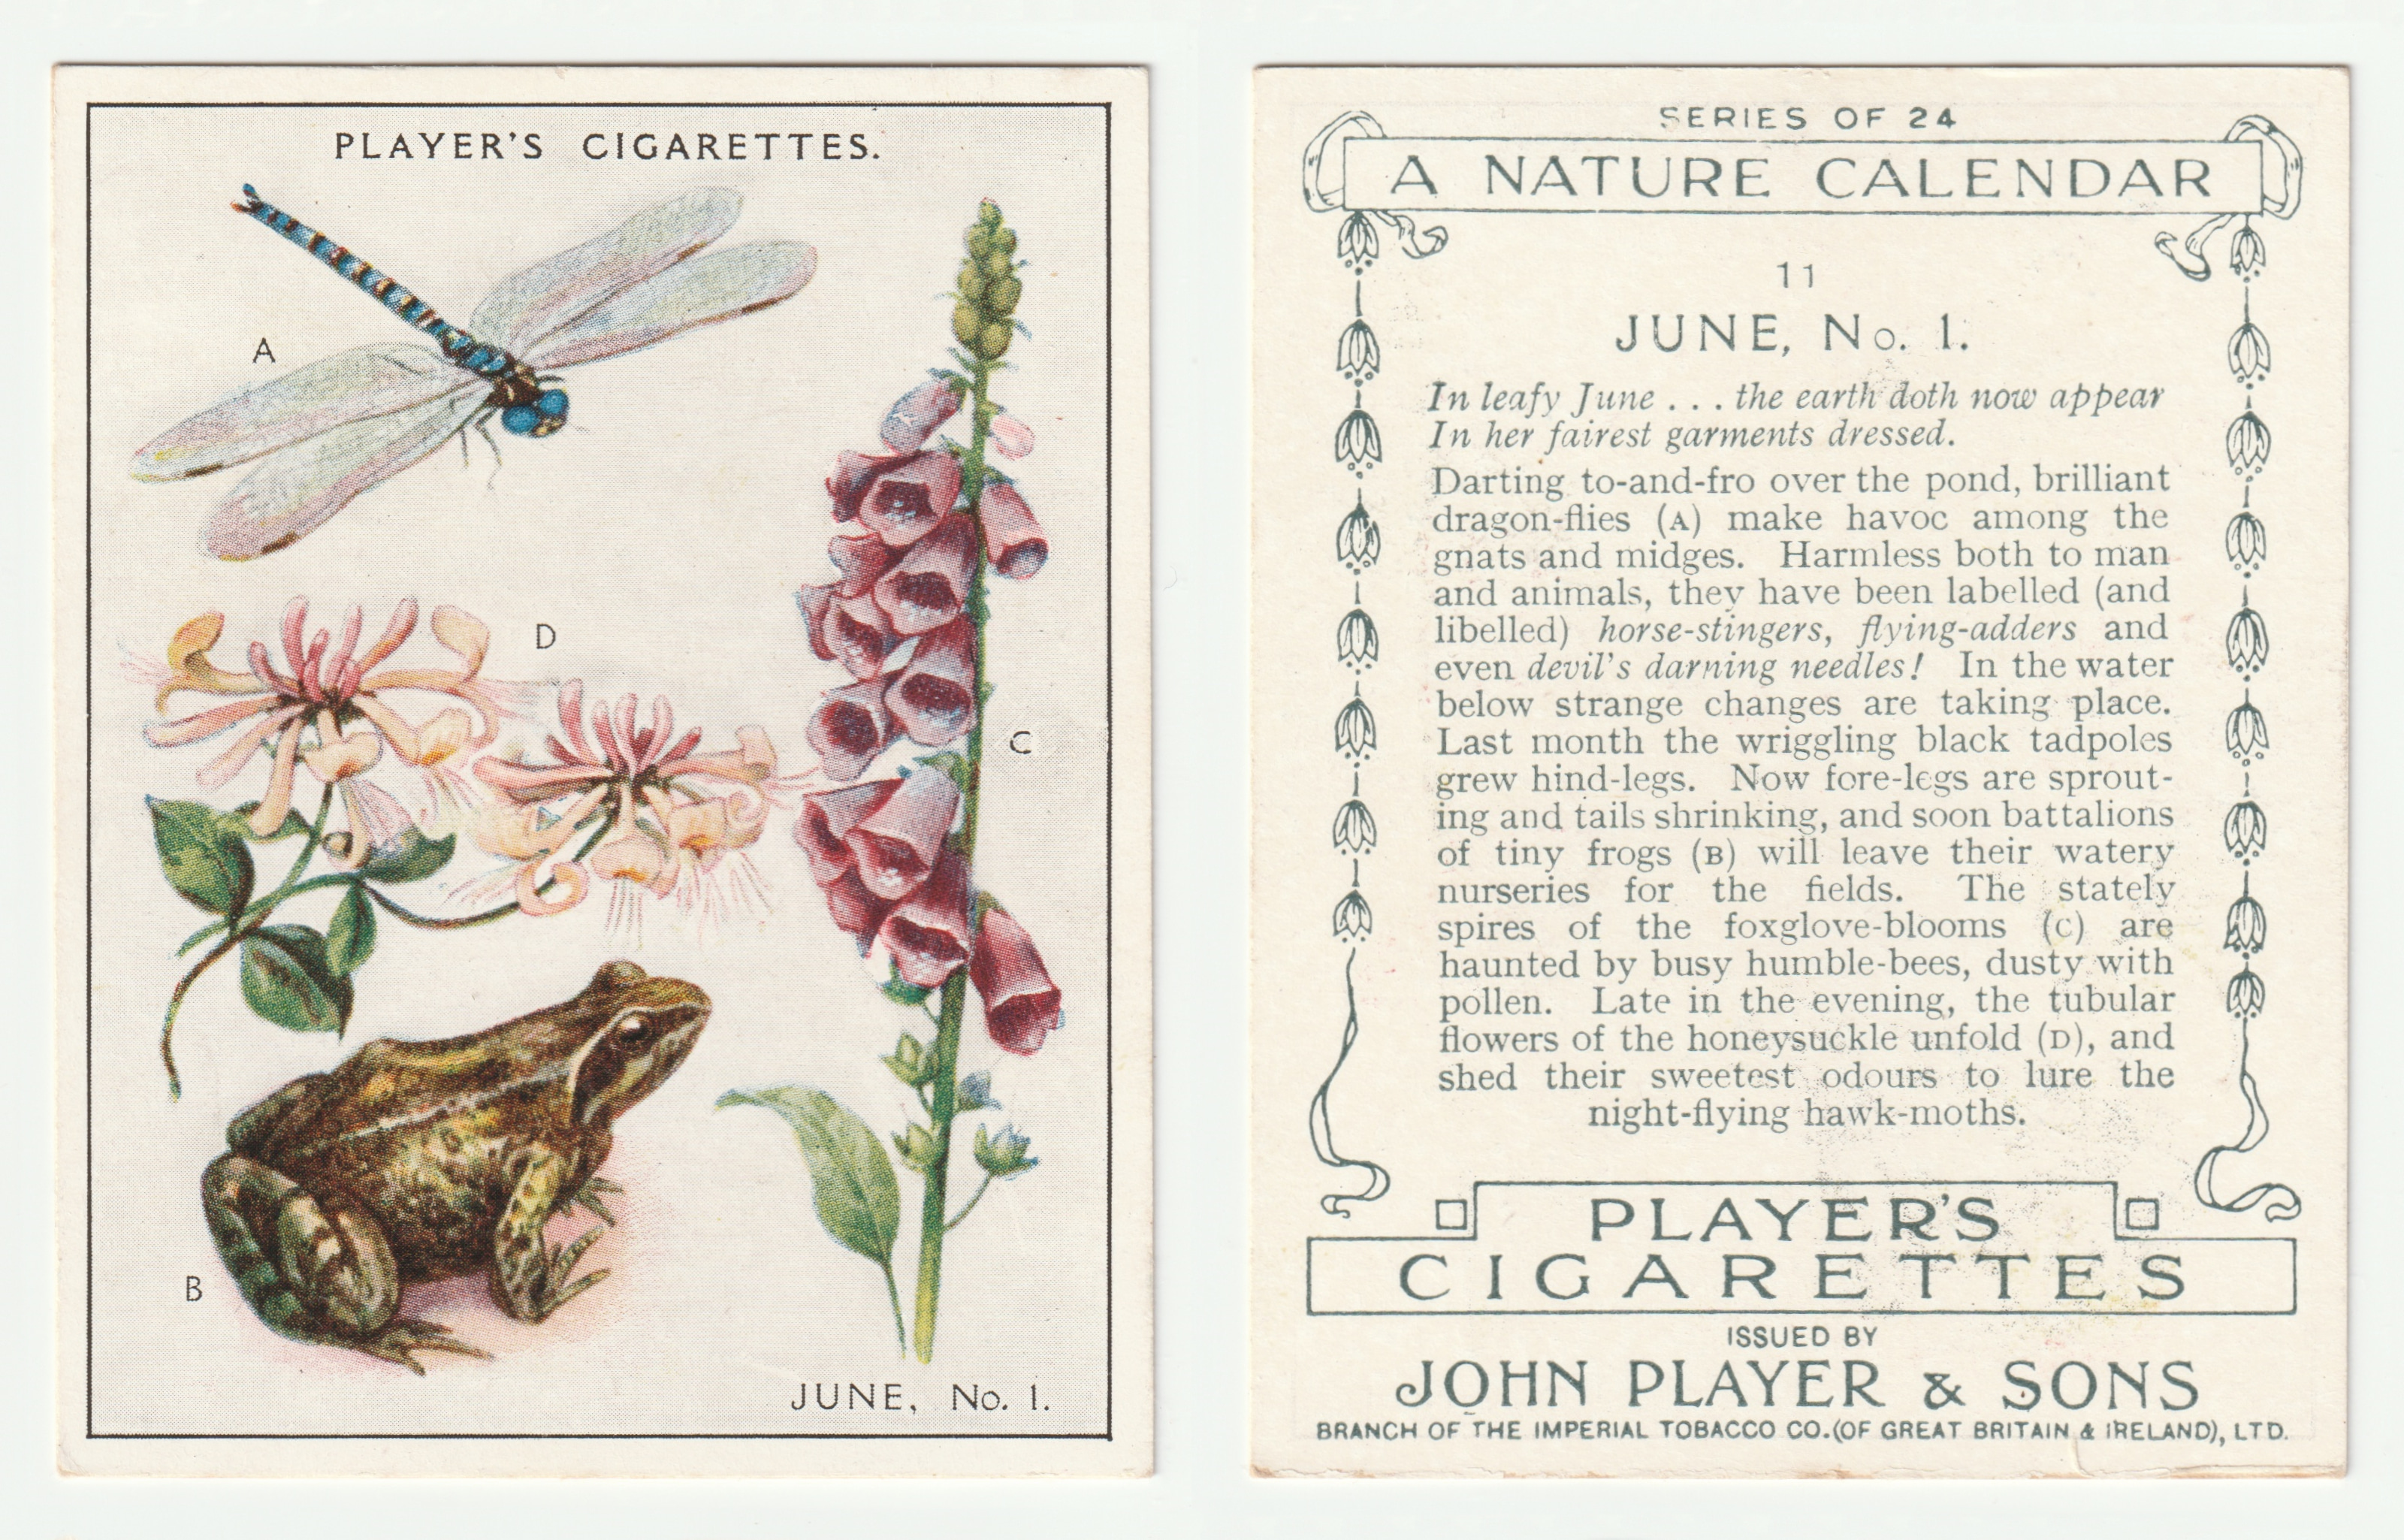 PLAYER'S CIGARETTES.
A
D
C
B
JUNE, No. 1.
SERIES OF 24
A NATURE CALENDAR
11
JUNE, No. 1.
In leafy June . . . the earth doth now appear
In her fairest garments dressed.
Darting to-and-fro over the pond, brilliant
dragon-flies (A) make havoc among the
gnats and midges. Harmless both to man
and animals, they have been labelled (and
libelled) horse-stingers, flying-adders and
even devil's darning needles! In the water
below strange changes are taking place.
Last month the wriggling black tadpoles
grew hind-legs. Now fore-legs are sprout-
ing and tails shrinking, and soon battalions
of tiny frogs (B) will leave their watery
nurseries for the fields. The stately
spires of the foxglove-blooms (C) are
haunted by busy humble-bees, dusty with
pollen. Late in the evening, the tubular
flowers of the honeysuckle unfold (D), and
shed their sweetest odours to lure the
night-flying hawk-moths.
PLAYER'S
CIGARETTES
ISSUED BY
JOHN PLAYER & SONS
BRANCH OF THE IMPERIAL TOBACCO CO.(OF GREAT BRITAIN & IRELAND), LTD.